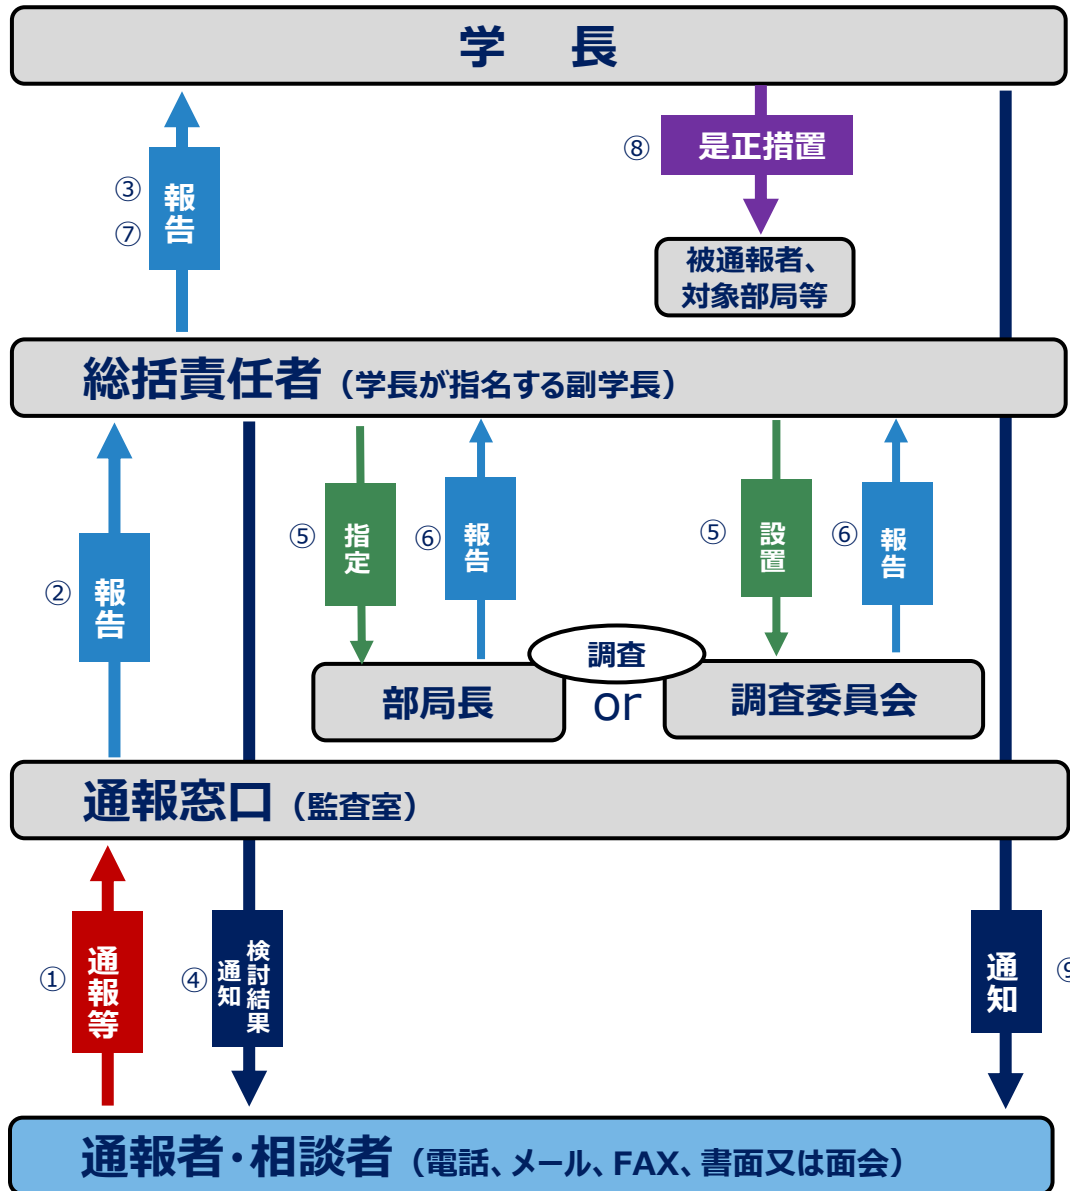 学 長
⑧ 是正措置
③
⑦
報告
被通報者、
対象部局等
総括責任者（学長が指名する副学長）
⑤ 指定
⑥ 報告
⑤ 設置
⑥ 報告
② 報告
調査
部局長
or
調査委員会
通報窓口（監査室）
① 通報等
④ 検討結果
通知
通知
⑨
通報者・相談者（電話、メール、FAX、書面又は面会）